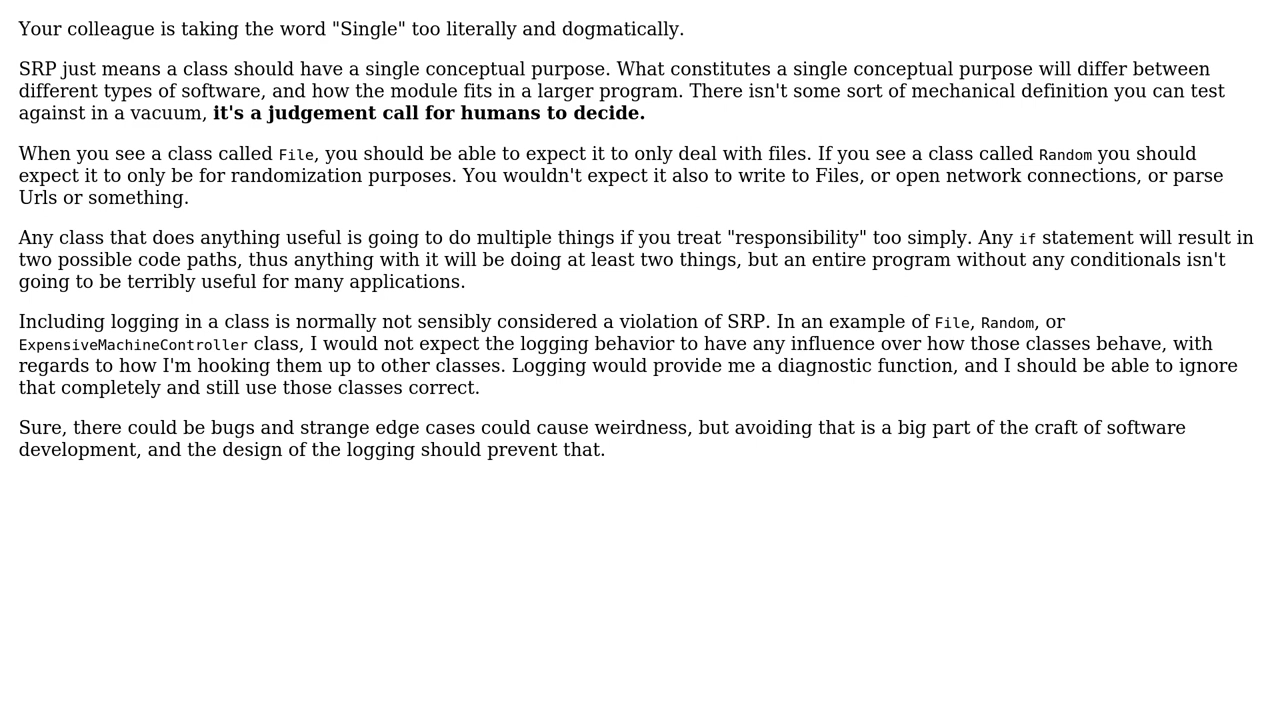 Your colleague is taking the word "Single" too literally and dogmatically.
SRP just means a class should have a single conceptual purpose. What constitutes a single conceptual purpose will differ between
different types of software, and how the module fits in a larger program. There isn't some sort of mechanical definition you can test
against in a vacuum, it's a judgement call for humans to decide.
When you see a class called File, you should be able to expect it to only deal with files. If you see a class called Random you should
expect it to only be for randomization purposes. You wouldn't expect it also to write to Files, or open network connections, or parse
Urls or something.
Any class that does anything useful is going to do multiple things if you treat "responsibility" too simply. Any if statement will result in
two possible code paths, thus anything with it will be doing at least two things, but an entire program without any conditionals isn't
going to be terribly useful for many applications.
Including logging in a class is normally not sensibly considered a violation of SRP. In an example of File, Random, or
ExpensiveMachineController class, I would not expect the logging behavior to have any influence over how those classes behave, with
regards to how I'm hooking them up to other classes. Logging would provide me a diagnostic function, and I should be able to ignore
that completely and still use those classes correct.
Sure, there could be bugs and strange edge cases could cause weirdness, but avoiding that is a big part of the craft of software
development, and the design of the logging should prevent that.